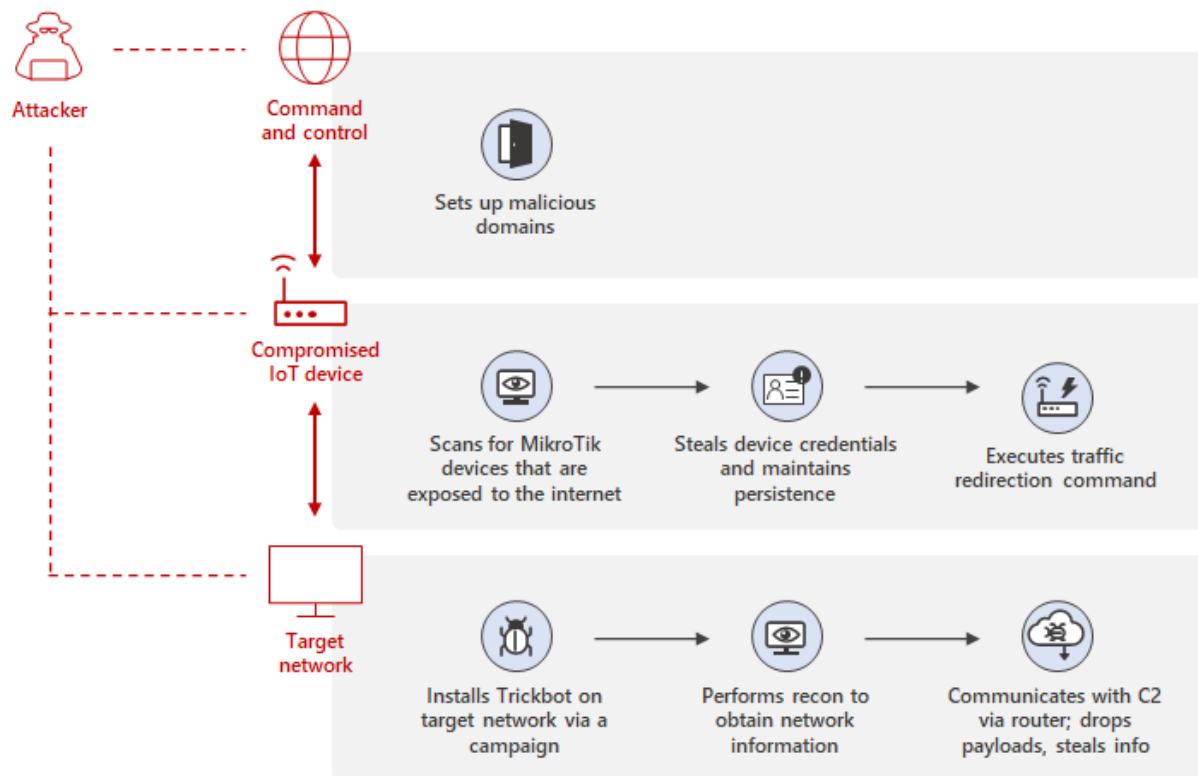 Attacker
Command
and control
Sets up malicious
domains
Compromised
IoT device
Scans for MikroTik
devices that are
exposed to the internet
Steals device credentials
and maintains
persistence
Executes traffic
redirection command
Target
network
Installs Trickbot on
target network via a
campaign
Performs recon to
obtain network
information
Communicates with C2
via router; drops
payloads, steals info